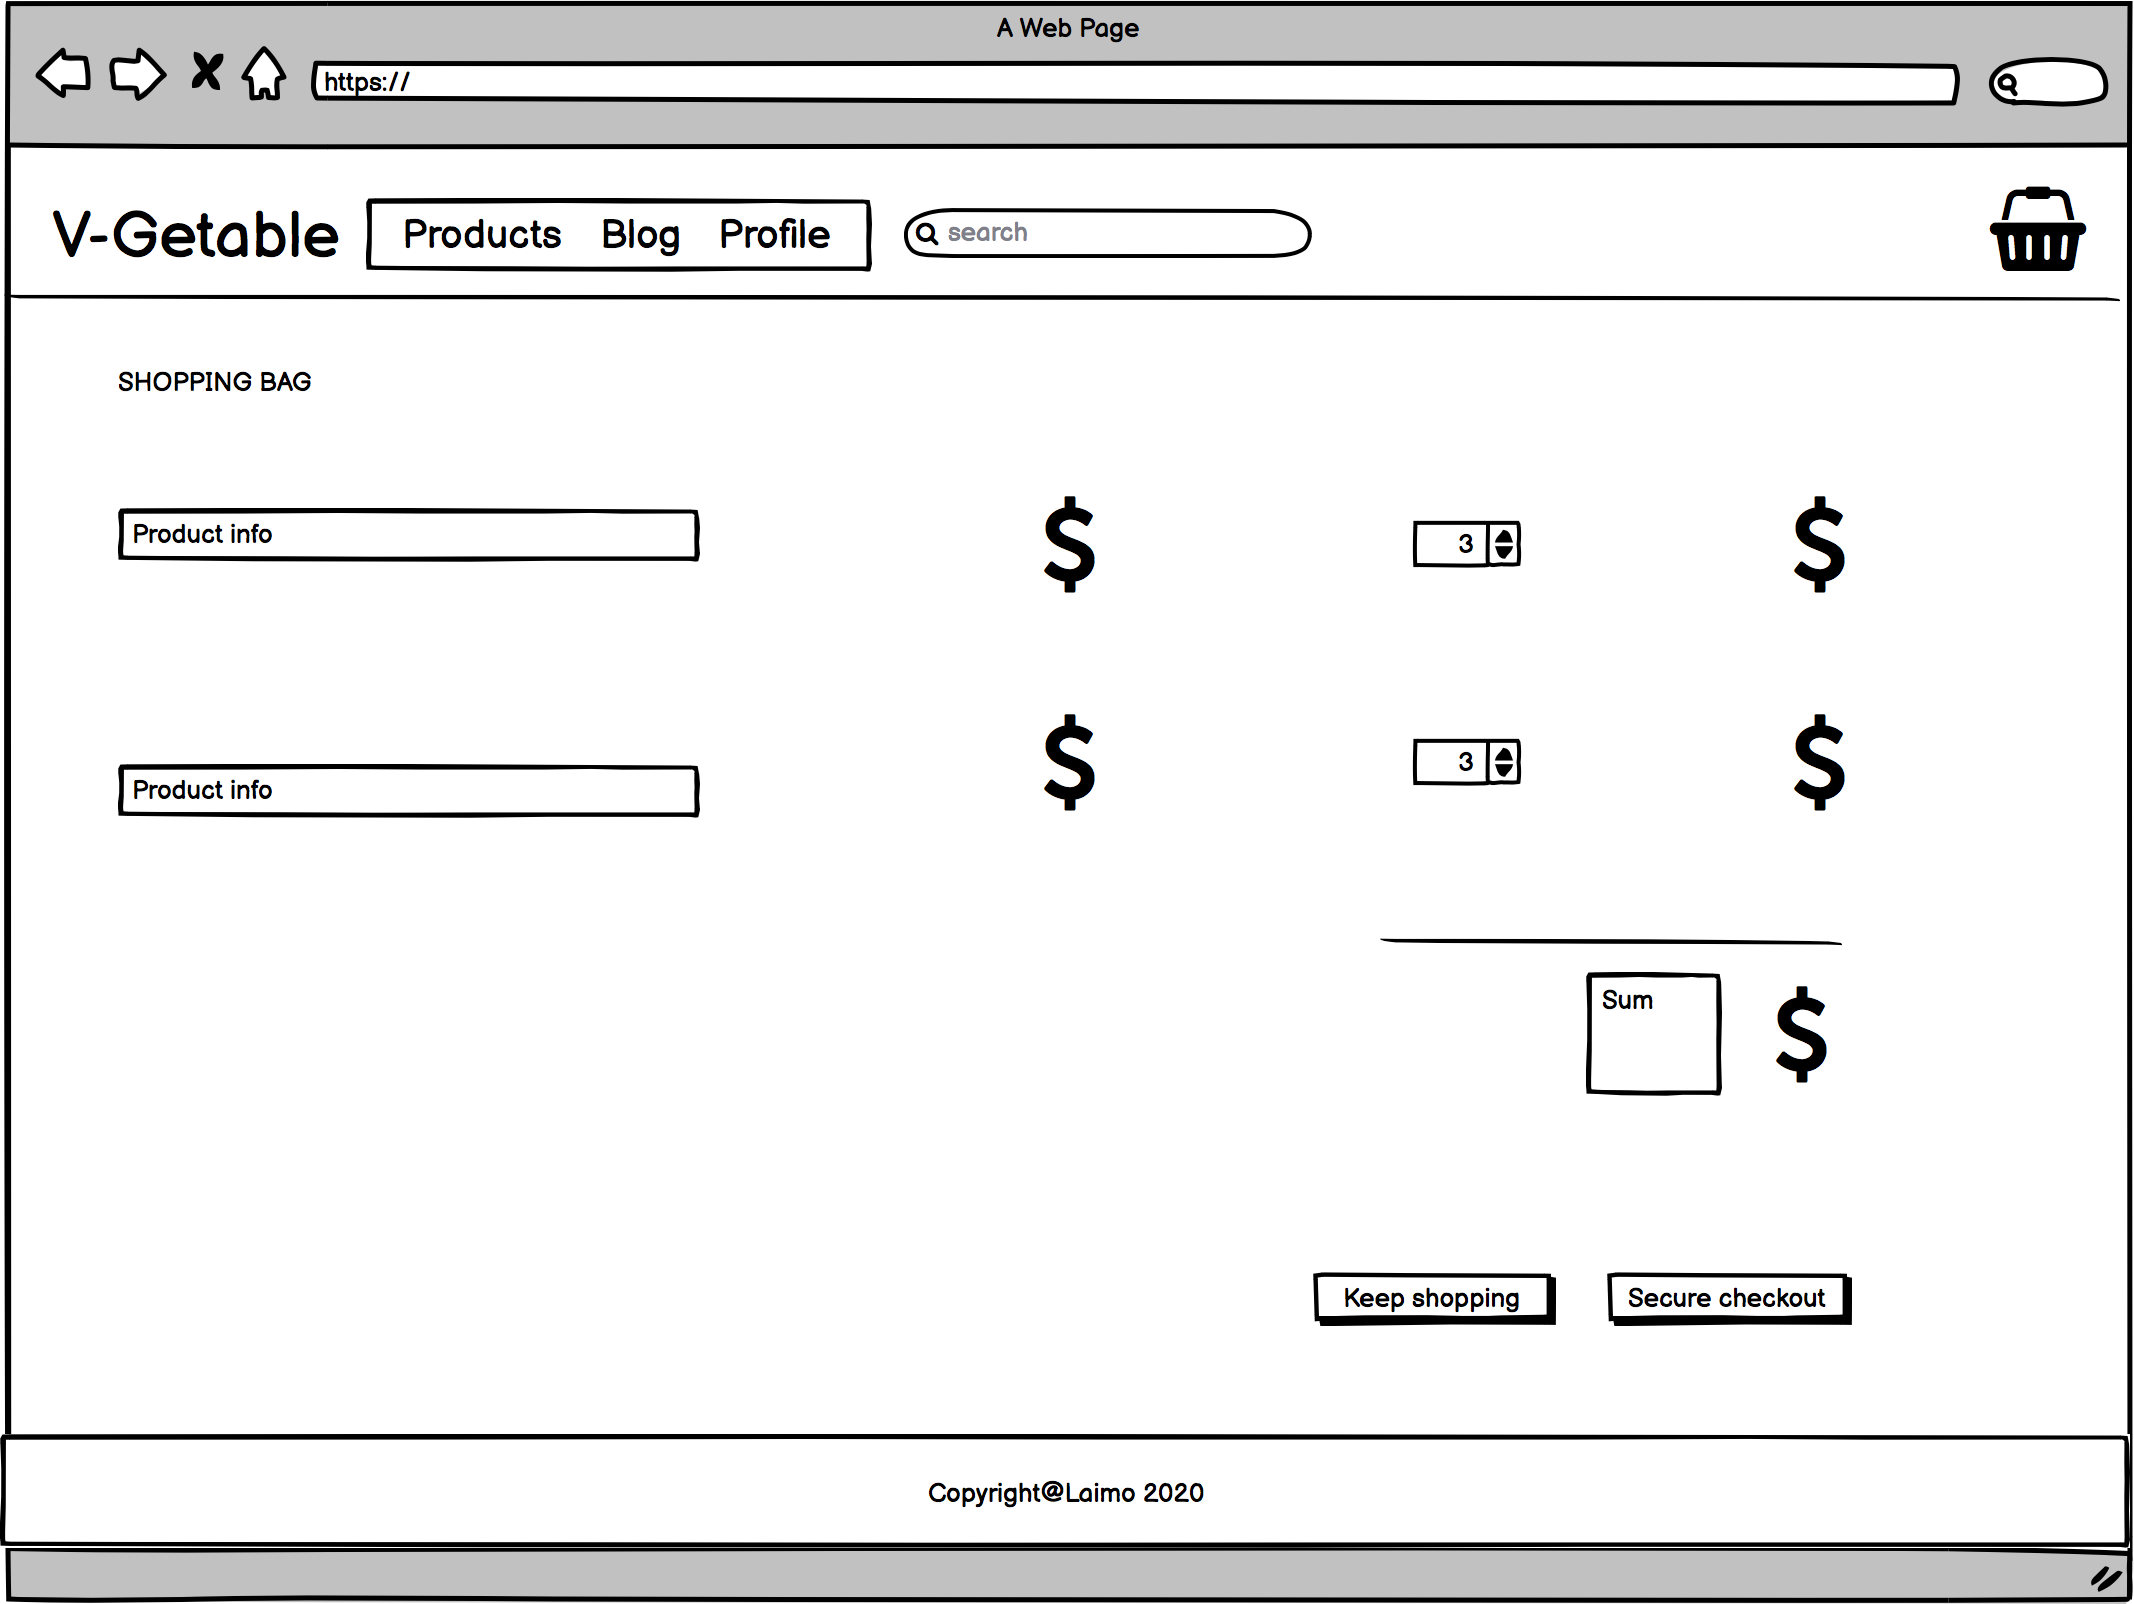 A Web Page
https://
V-Getable Products Blog Profile search
SHOPPING BAG
Product info $ 3 $
Product info $ 3 $
Sum $
Keep shopping Secure checkout
Copyright@Laimo 2020